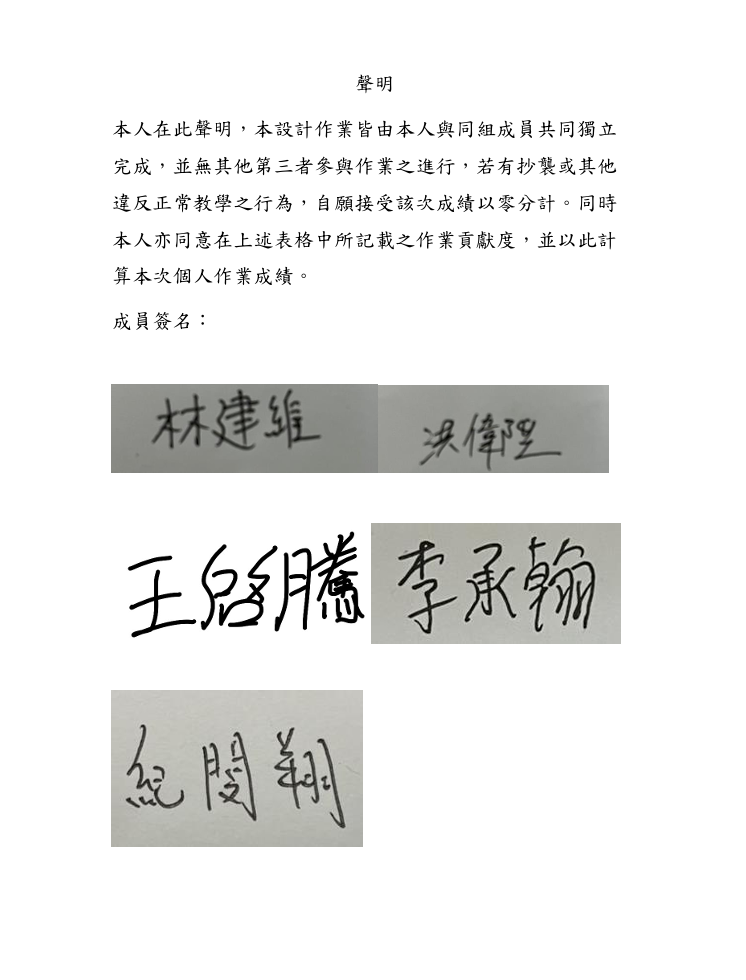 聲明
本人在此聲明，本設計作業皆由本人與同組成員共同獨立
完成，並無其他第三者參與作業之進行，若有抄襲或其他
違反正常教學之行為，自願接受該次成績以零分計。同時
本人亦同意在上述表格中所記載之作業貢獻度，並以此計
算本次個人作業成績。
成員簽名：
林建維 洪偉陞
王啓騰 李承翰
紀閔翔